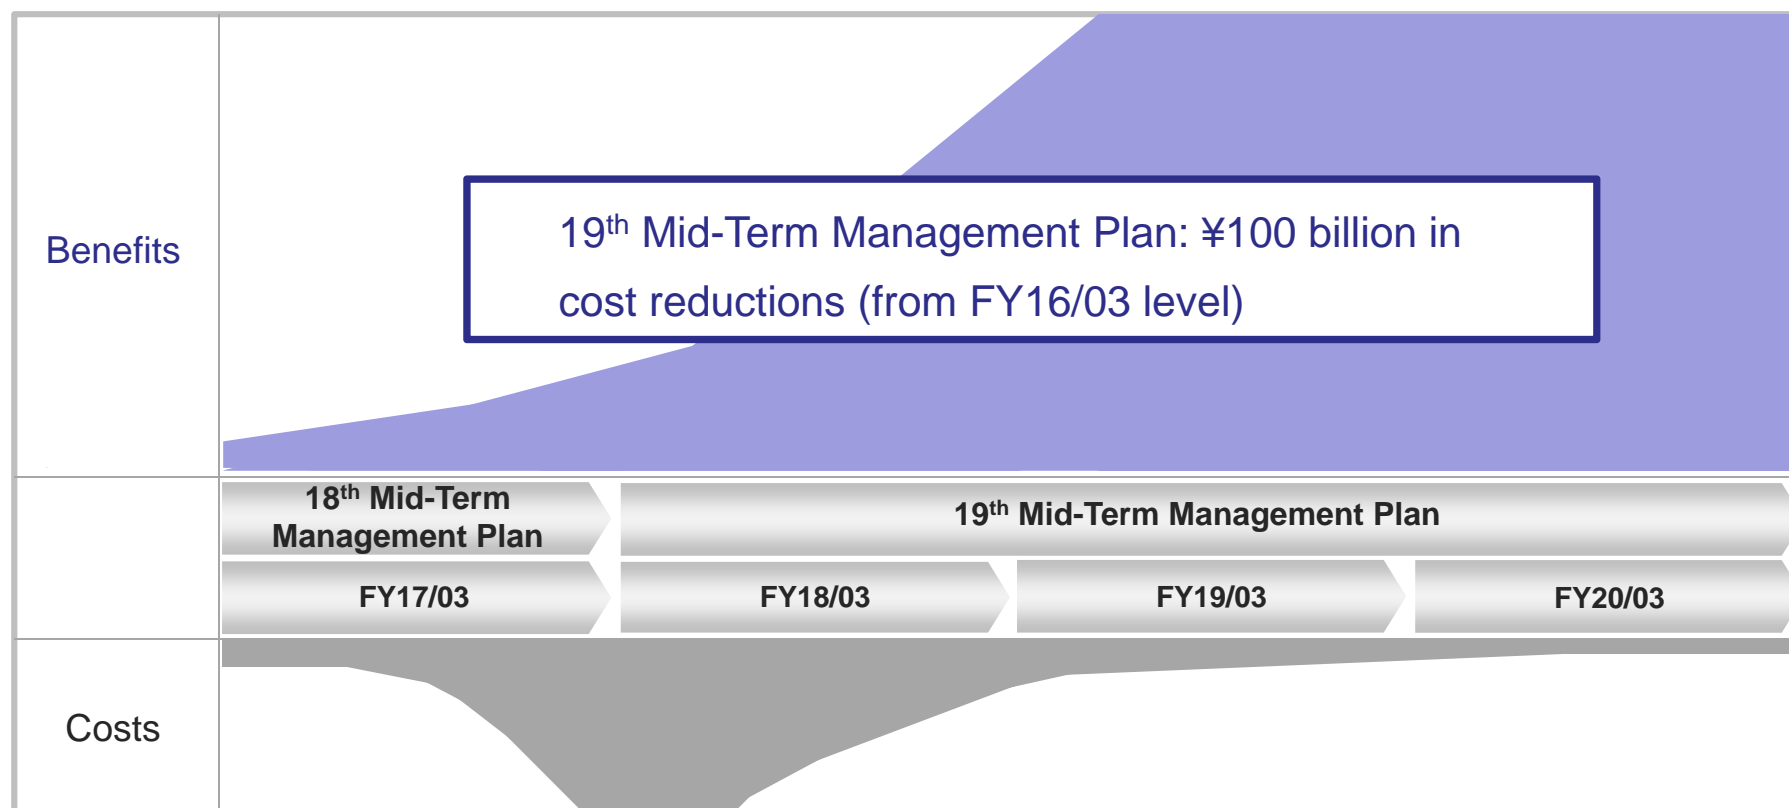 19th Mid-Term Management Plan: ¥100 billion in
cost reductions (from FY16/03 level)
Benefits
18th Mid-Term
Management Plan
19th Mid-Term Management Plan
FY17/03
FY18/03
FY19/03
FY20/03
Costs